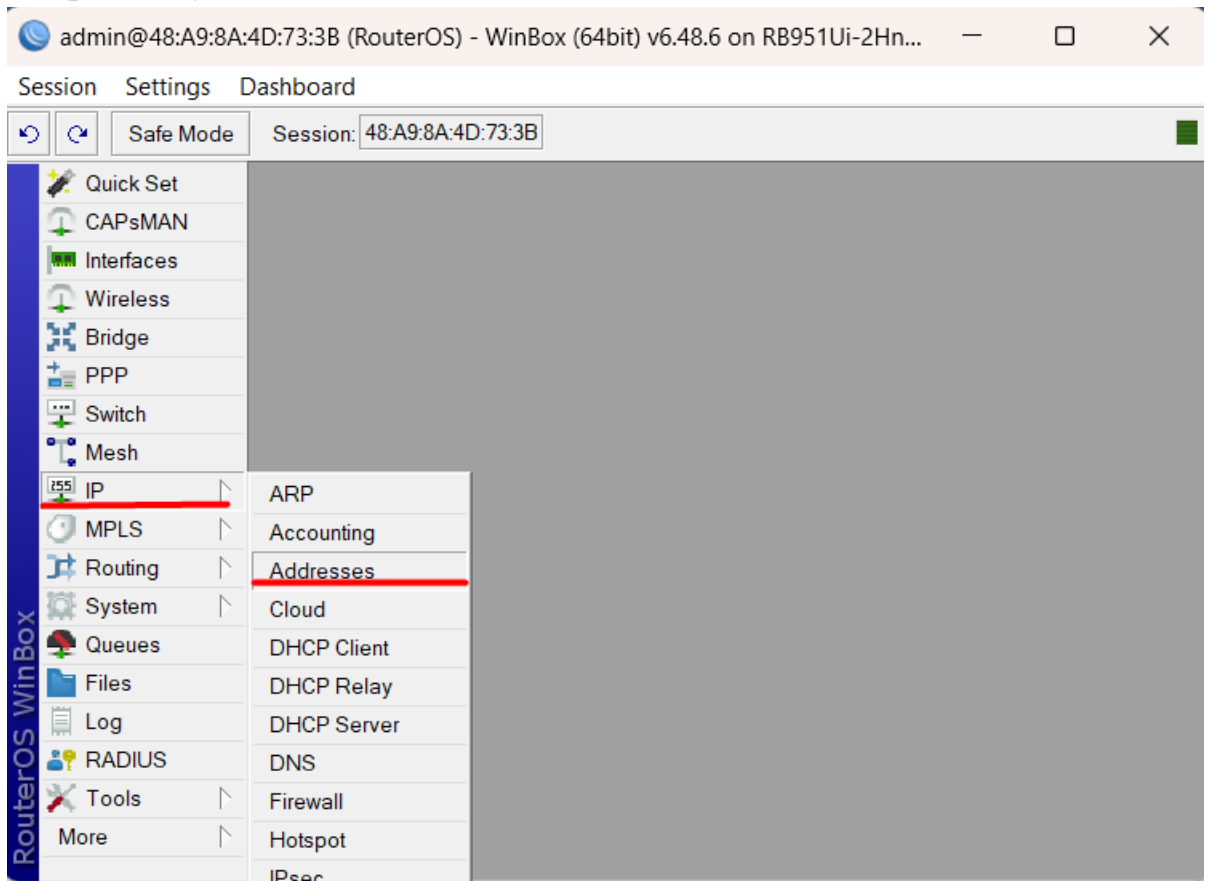 admin@48:A9:8A:4D:73:3B (RouterOS) - WinBox (64bit) v6.48.6 on RB951Ui-2Hn...
Session Settings Dashboard
Safe Mode Session: 48:A9:8A:4D:73:3B
Quick Set
CAPsMAN
Interfaces
Wireless
Bridge
PPP
Switch
Mesh
255 IP
MPLS
Routing
System
Queues
Files
Log
RADIUS
Tools
More
ARP
Accounting
Addresses
Cloud
DHCP Client
DHCP Relay
DHCP Server
DNS
Firewall
Hotspot
IPsec
RouterOS WinBox